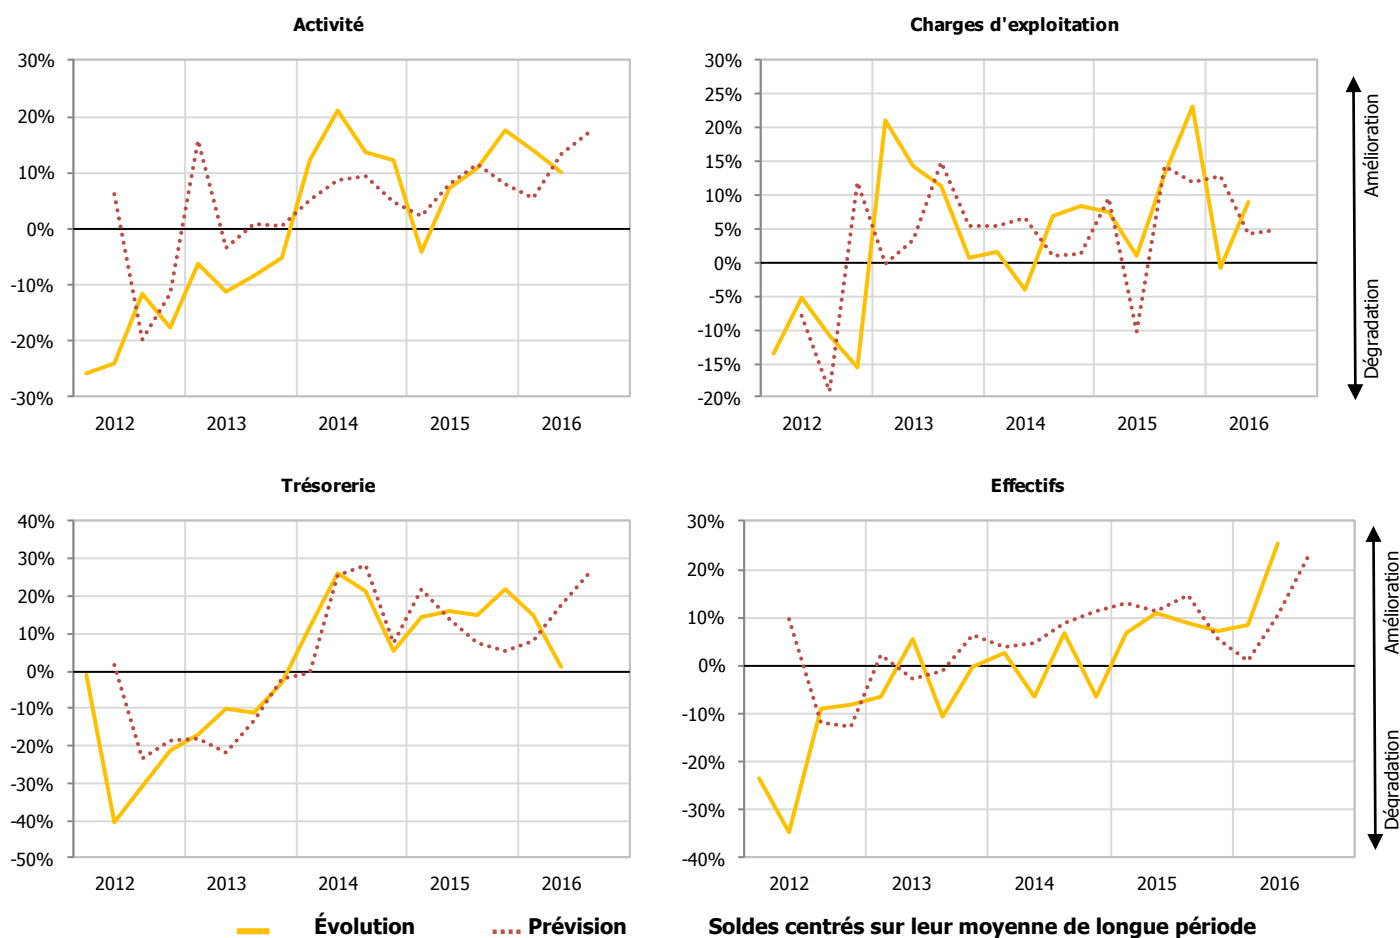 Activité
30%
20%
10%
0%
-10%
-20%
-30%
2012 2013 2014 2015 2016
Charges d'exploitation
30%
25%
20%
15%
10%
5%
0%
-5%
-10%
-15%
-20%
2012 2013 2014 2015 2016
Amélioration
Dégradation
Trésorerie
40%
30%
20%
10%
0%
-10%
-20%
-30%
-40%
-50%
2012 2013 2014 2015 2016
Effectifs
30%
20%
10%
0%
-10%
-20%
-30%
-40%
2012 2013 2014 2015 2016
Amélioration
Dégradation
Évolution Prévision Soldes centrés sur leur moyenne de longue période